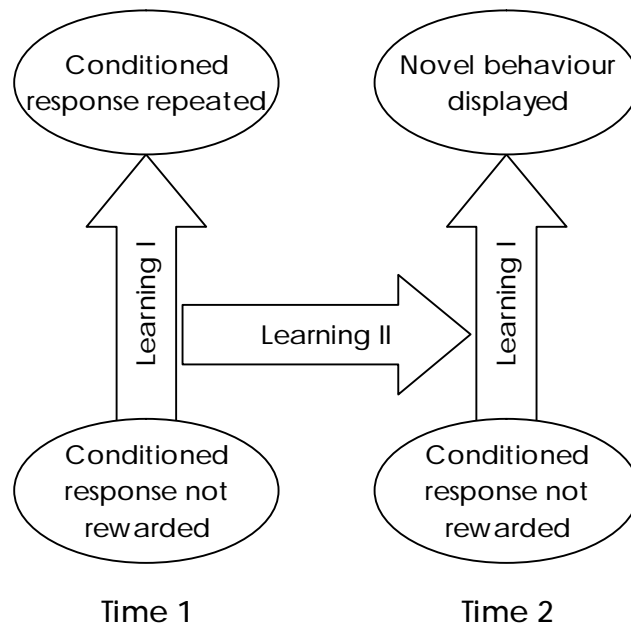 Conditioned
response repeated
Novel behaviour
displayed
Learning I
Learning II
Learning I
Conditioned
response not
rewarded
Conditioned
response not
rewarded
Time 1
Time 2